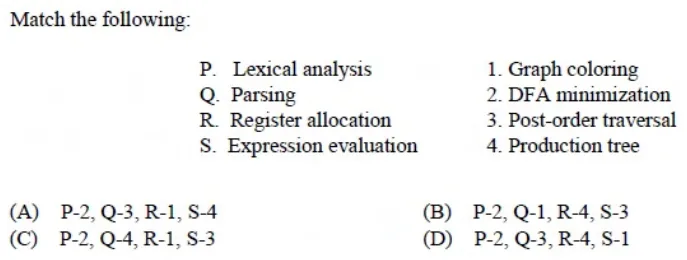 Match the following:
P. Lexical analysis 1. Graph coloring
Q. Parsing 2. DFA minimization
R. Register allocation 3. Post-order traversal
S. Expression evaluation 4. Production tree
(A) P-2, Q-3, R-1, S-4 (B) P-2, Q-1, R-4, S-3
(C) P-2, Q-4, R-1, S-3 (D) P-2, Q-3, R-4, S-1